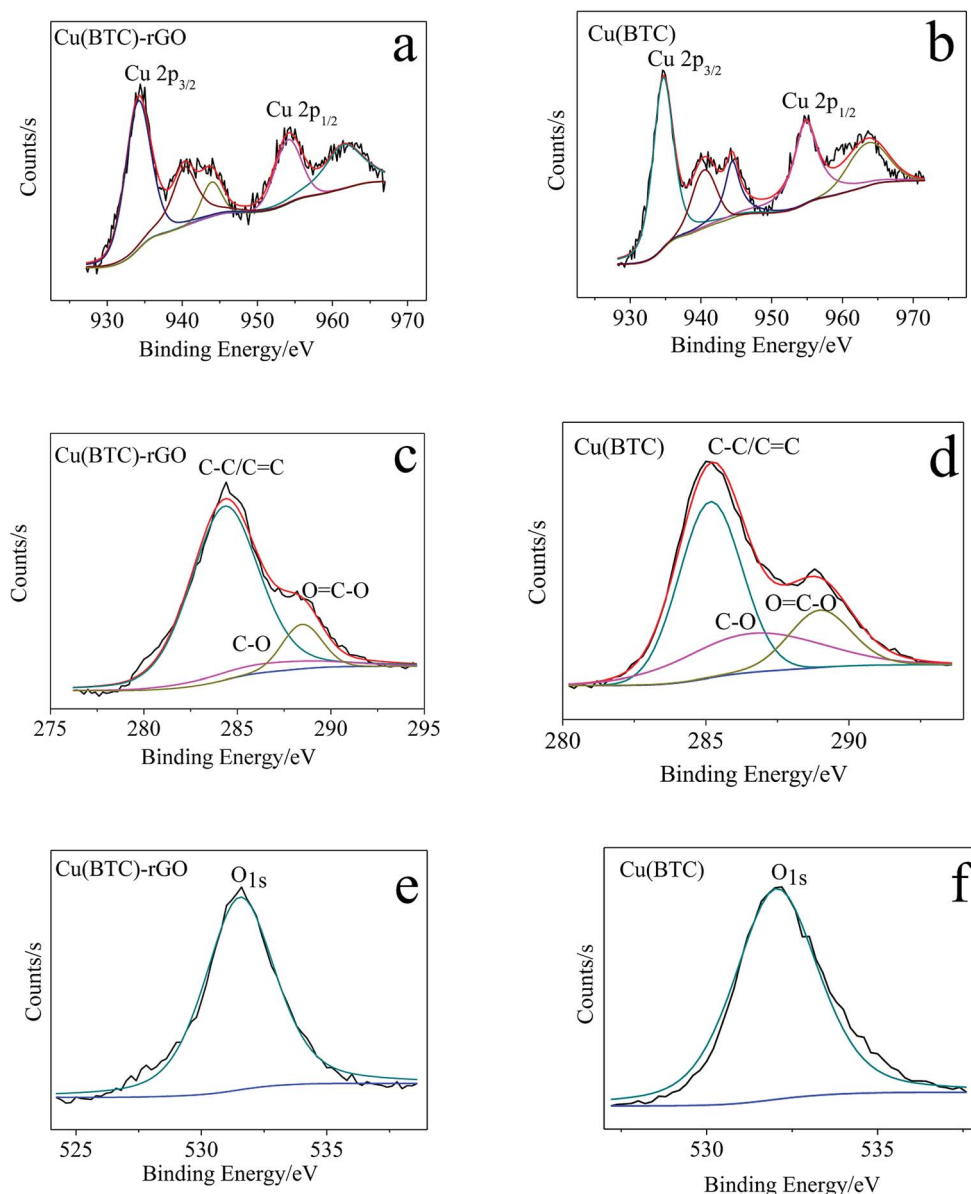 Cu(BTC)-rGO
a
Cu 2p3/2
Cu 2p1/2
Counts/s
930 940 950 960 970
Binding Energy/eV
Cu(BTC)
b
Cu 2p3/2
Cu 2p1/2
Counts/s
930 940 950 960 970
Binding Energy/eV
Cu(BTC)-rGO
c
C-C/C=C
O=C-O
C-O
Counts/s
275 280 285 290 295
Binding Energy/eV
Cu(BTC)
d
C-C/C=C
O=C-O
C-O
Counts/s
280 285 290
Binding Energy/eV
Cu(BTC)-rGO
e
O1s
Counts/s
525 530 535
Binding Energy/eV
Cu(BTC)
f
O1s
Counts/s
530 535
Binding Energy/eV